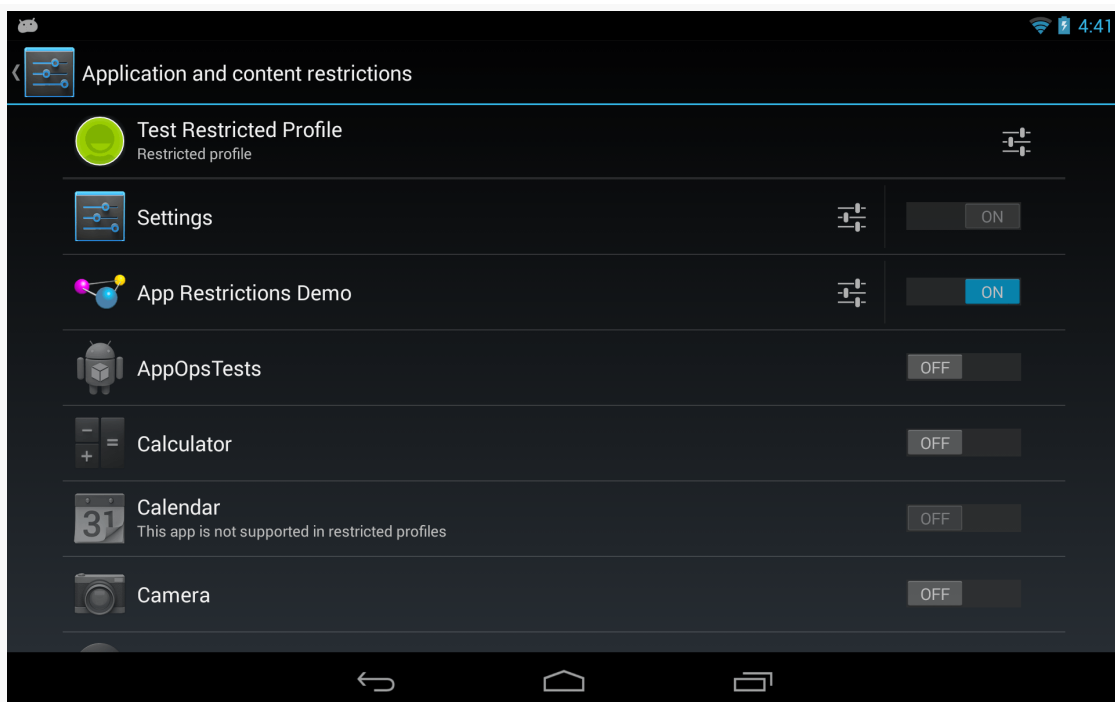 4:41
Application and content restrictions
Test Restricted Profile
Restricted profile
Settings
ON
App Restrictions Demo
ON
AppOpsTests
OFF
Calculator
OFF
31
Calendar
This app is not supported in restricted profiles
OFF
Camera
OFF